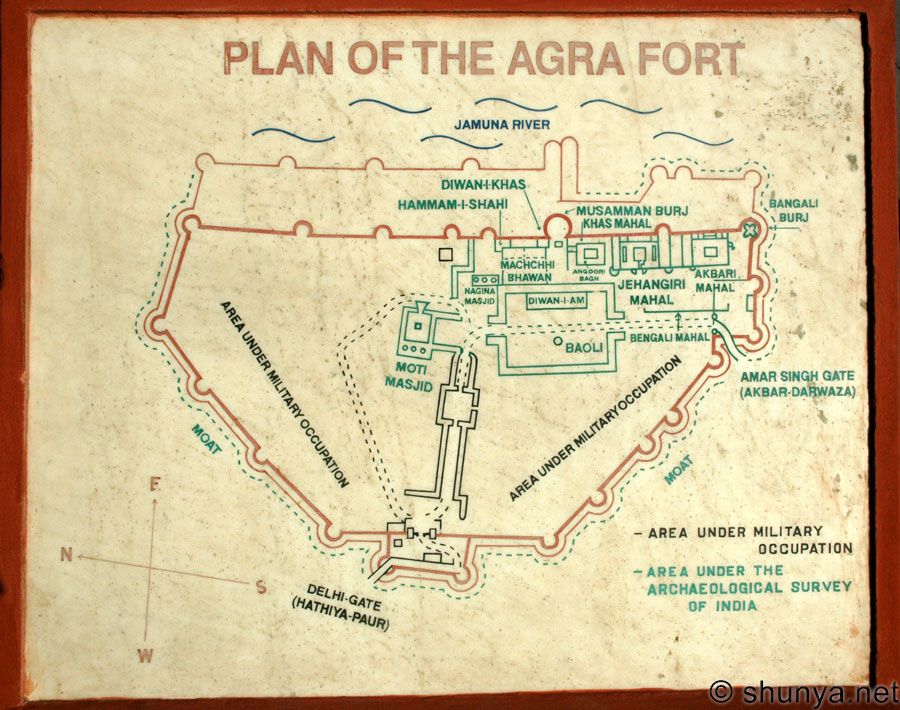 PLAN OF THE AGRA FORT
JAMUNA RIVER
DIWAN-I-KHAS
HAMMAM-I-SHAHI
MUSAMMAN BURJ
KHAS MAHAL
BANGALI
BURJ
MACHCHHI
BHAWAN
ANGOORI
BAGH
JEHANGIRI
MAHAL
AKBARI
MAHAL
NAGINA
MASJID
DIWAN-I-AM
BENGALI MAHAL
BAOLI
MOTI
MASJID
AMAR SINGH GATE
(AKBAR-DARWAZA)
AREA UNDER MILITARY OCCUPATION
AREA UNDER MILITARY OCCUPATION
MOAT
MOAT
E
N
S
W
DELHI-GATE
(HATHIYA-PAUR)
- AREA UNDER MILITARY
OCCUPATION
- AREA UNDER THE
ARCHAEOLOGICAL SURVEY
OF INDIA
© shunya.net